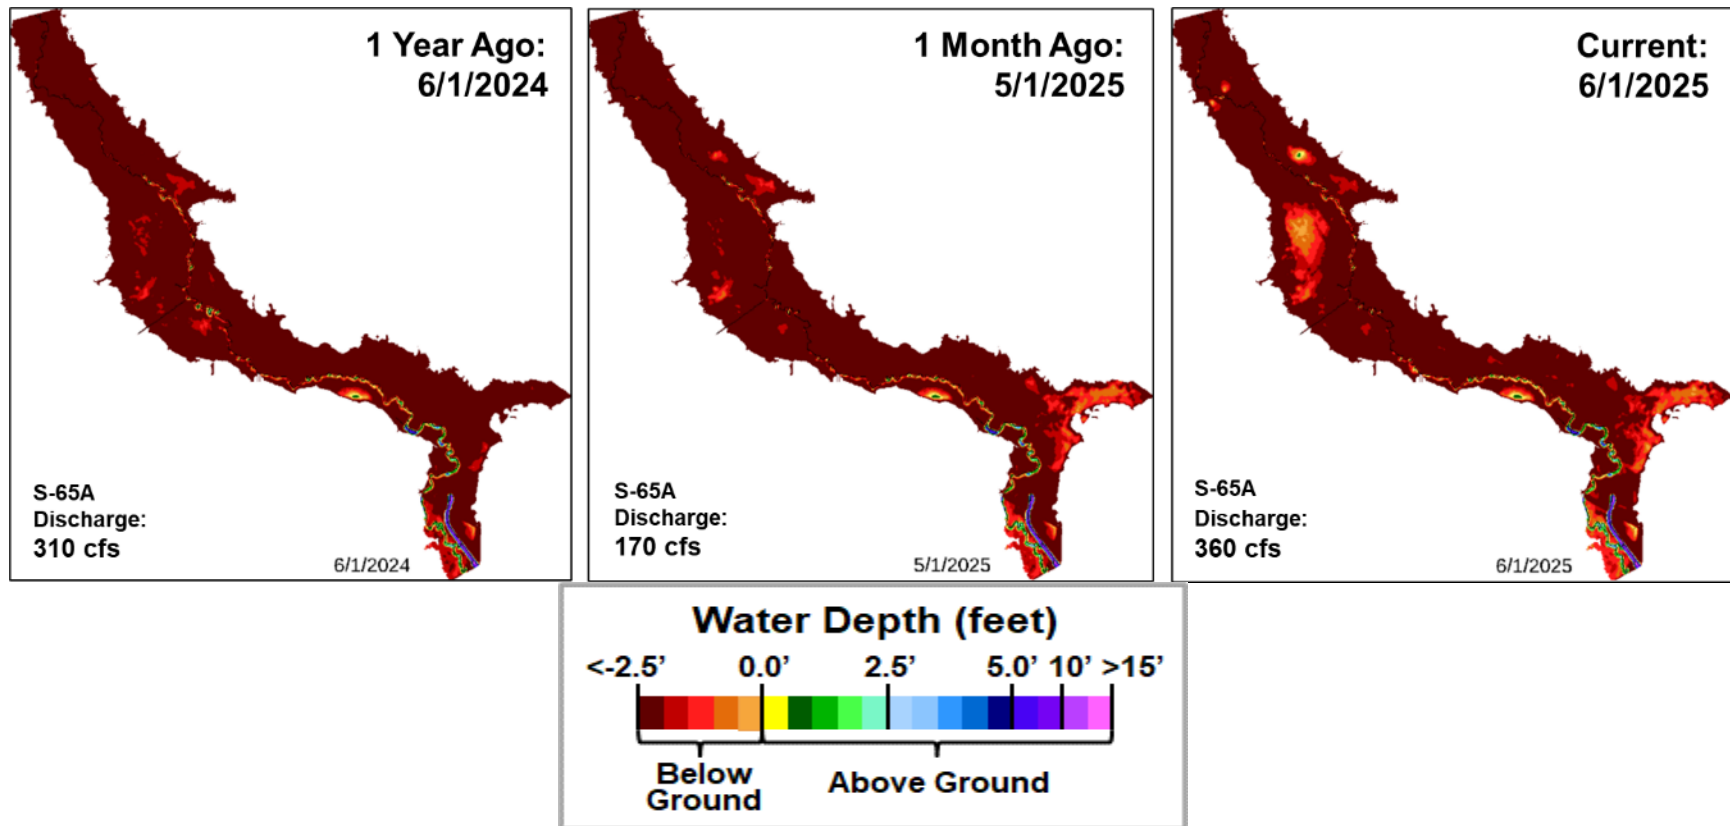 1 Year Ago:
6/1/2024
S-65A
Discharge:
310 cfs
6/1/2024
1 Month Ago:
5/1/2025
S-65A
Discharge:
170 cfs
5/1/2025
Current:
6/1/2025
S-65A
Discharge:
360 cfs
6/1/2025
Water Depth (feet)
<-2.5’ 0.0’ 2.5’ 5.0’ 10’ >15’
Below
Ground
Above Ground